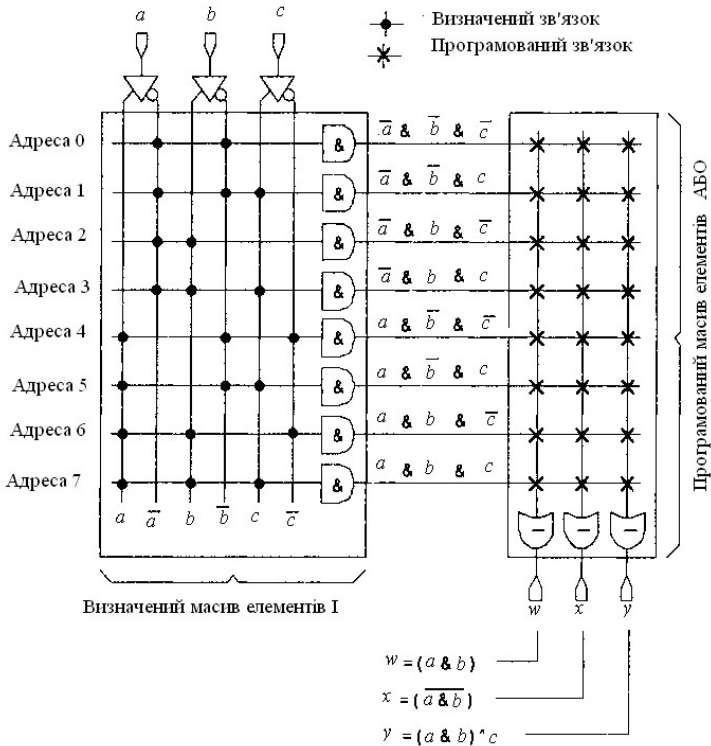 a b c
Визначений зв'язок
Програмований зв'язок
Адреса 0 & a̅ & b̅ & c̅
Адреса 1 & a̅ & b̅ & c
Адреса 2 & a̅ & b & c̅
Адреса 3 & a̅ & b & c
Адреса 4 & a & b̅ & c̅
Адреса 5 & a & b̅ & c
Адреса 6 & a & b & c̅
Адреса 7 & a & b & c
a a̅ b b̅ c c̅
Програмований масив елементів АБО
Визначений масив елементів І
w x y
w = (a & b)
x = (a̅ ̅&̅ ̅b̅)
y = (a & b) ^ c